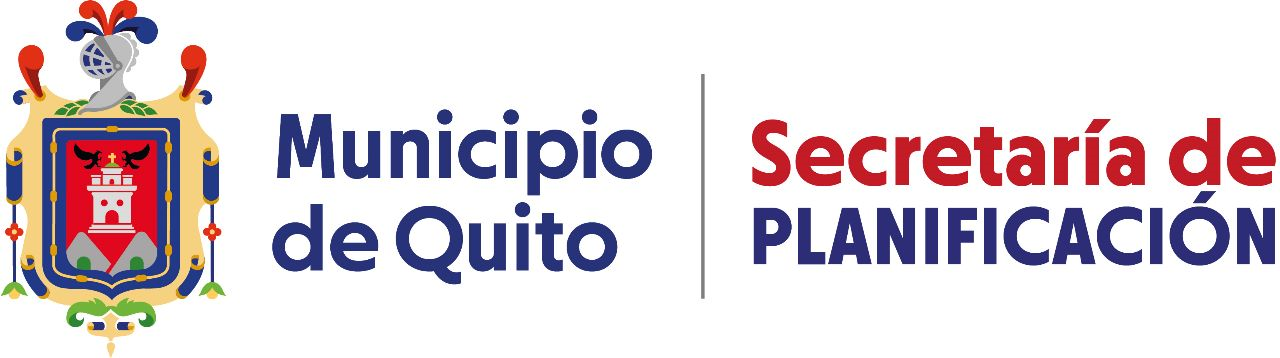 Municipio
de Quito
Secretaría de
PLANIFICACIÓN